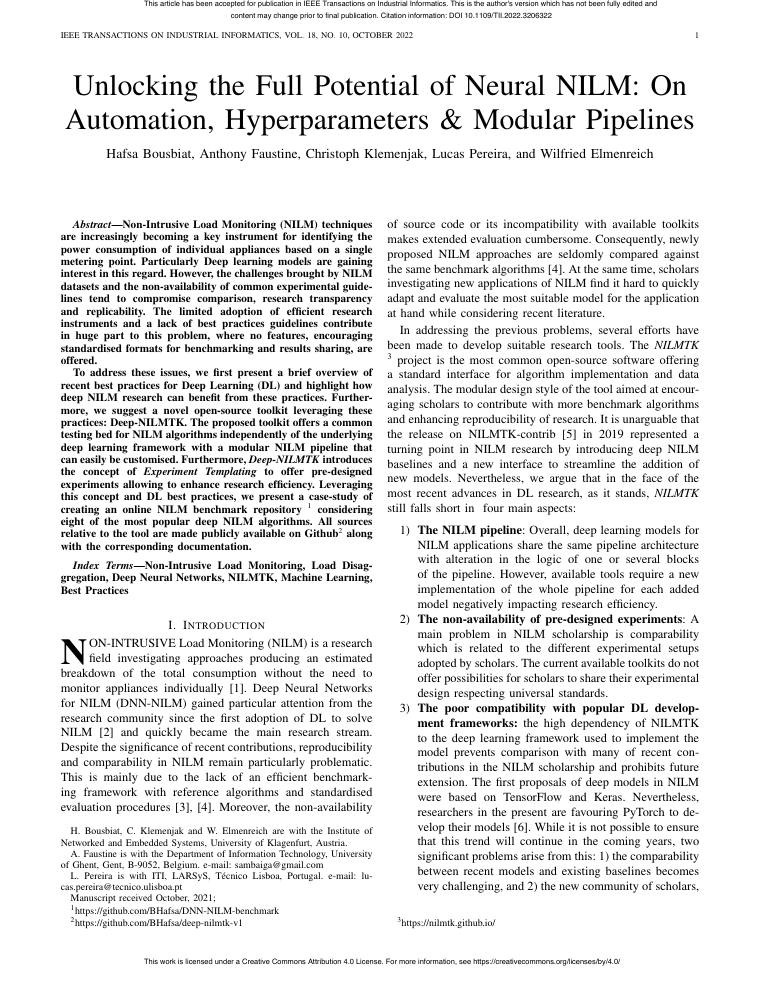 This article has been accepted for publication in IEEE Transactions on Industrial Informatics. This is the author's version which has not been fully edited and
content may change prior to final publication. Citation information: DOI 10.1109/TII.2022.3206322
IEEE TRANSACTIONS ON INDUSTRIAL INFORMATICS, VOL. 18, NO. 10, OCTOBER 2022 1
Unlocking the Full Potential of Neural NILM: On
Automation, Hyperparameters & Modular Pipelines
Hafsa Bousbiat, Anthony Faustine, Christoph Klemenjak, Lucas Pereira, and Wilfried Elmenreich
Abstract—Non-Intrusive Load Monitoring (NILM) techniques
are increasingly becoming a key instrument for identifying the
power consumption of individual appliances based on a single
metering point. Particularly Deep learning models are gaining
interest in this regard. However, the challenges brought by NILM
datasets and the non-availability of common experimental guide-
lines tend to compromise comparison, research transparency
and replicability. The limited adoption of efficient research
instruments and a lack of best practices guidelines contribute
in huge part to this problem, where no features, encouraging
standardised formats for benchmarking and results sharing, are
offered.
To address these issues, we first present a brief overview of
recent best practices for Deep Learning (DL) and highlight how
deep NILM research can benefit from these practices. Further-
more, we suggest a novel open-source toolkit leveraging these
practices: Deep-NILMTK. The proposed toolkit offers a common
testing bed for NILM algorithms independently of the underlying
deep learning framework with a modular NILM pipeline that
can easily be customised. Furthermore, Deep-NILMTK introduces
the concept of Experiment Templating to offer pre-designed
experiments allowing to enhance research efficiency. Leveraging
this concept and DL best practices, we present a case-study of
creating an online NILM benchmark repository 1 considering
eight of the most popular deep NILM algorithms. All sources
relative to the tool are made publicly available on Github2 along
with the corresponding documentation.
Index Terms—Non-Intrusive Load Monitoring, Load Disag-
gregation, Deep Neural Networks, NILMTK, Machine Learning,
Best Practices
I. INTRODUCTION
NON-INTRUSIVE Load Monitoring (NILM) is a research
field investigating approaches producing an estimated
breakdown of the total consumption without the need to
monitor appliances individually [1]. Deep Neural Networks
for NILM (DNN-NILM) gained particular attention from the
research community since the first adoption of DL to solve
NILM [2] and quickly became the main research stream.
Despite the significance of recent contributions, reproducibility
and comparability in NILM remain particularly problematic.
This is mainly due to the lack of an efficient benchmark-
ing framework with reference algorithms and standardised
evaluation procedures [3], [4]. Moreover, the non-availability
H. Bousbiat, C. Klemenjak and W. Elmenreich are with the Institute of
Networked and Embedded Systems, University of Klagenfurt, Austria.
A. Faustine is with the Department of Information Technology, University
of Ghent, Gent, B-9052, Belgium. e-mail: sambaiga@gmail.com
L. Pereira is with ITI, LARSyS, Técnico Lisboa, Portugal. e-mail: lu-
cas.pereira@tecnico.ulisboa.pt
Manuscript received October, 2021;
1https://github.com/BHafsa/DNN-NILM-benchmark
2https://github.com/BHafsa/deep-nilmtk-v1
of source code or its incompatibility with available toolkits
makes extended evaluation cumbersome. Consequently, newly
proposed NILM approaches are seldomly compared against
the same benchmark algorithms [4]. At the same time, scholars
investigating new applications of NILM find it hard to quickly
adapt and evaluate the most suitable model for the application
at hand while considering recent literature.
In addressing the previous problems, several efforts have
been made to develop suitable research tools. The NILMTK
3 project is the most common open-source software offering
a standard interface for algorithm implementation and data
analysis. The modular design style of the tool aimed at encour-
aging scholars to contribute with more benchmark algorithms
and enhancing reproducibility of research. It is unarguable that
the release on NILMTK-contrib [5] in 2019 represented a
turning point in NILM research by introducing deep NILM
baselines and a new interface to streamline the addition of
new models. Nevertheless, we argue that in the face of the
most recent advances in DL research, as it stands, NILMTK
still falls short in four main aspects:
1) The NILM pipeline: Overall, deep learning models for
NILM applications share the same pipeline architecture
with alteration in the logic of one or several blocks
of the pipeline. However, available tools require a new
implementation of the whole pipeline for each added
model negatively impacting research efficiency.
2) The non-availability of pre-designed experiments: A
main problem in NILM scholarship is comparability
which is related to the different experimental setups
adopted by scholars. The current available toolkits do not
offer possibilities for scholars to share their experimental
design respecting universal standards.
3) The poor compatibility with popular DL develop-
ment frameworks: the high dependency of NILMTK
to the deep learning framework used to implement the
model prevents comparison with many of recent con-
tributions in the NILM scholarship and prohibits future
extension. The first proposals of deep models in NILM
were based on TensorFlow and Keras. Nevertheless,
researchers in the present are favouring PyTorch to de-
velop their models [6]. While it is not possible to ensure
that this trend will continue in the coming years, two
significant problems arise from this: 1) the comparability
between recent models and existing baselines becomes
very challenging, and 2) the new community of scholars,
3https://nilmtk.github.io/
This work is licensed under a Creative Commons Attribution 4.0 License. For more information, see https://creativecommons.org/licenses/by/4.0/